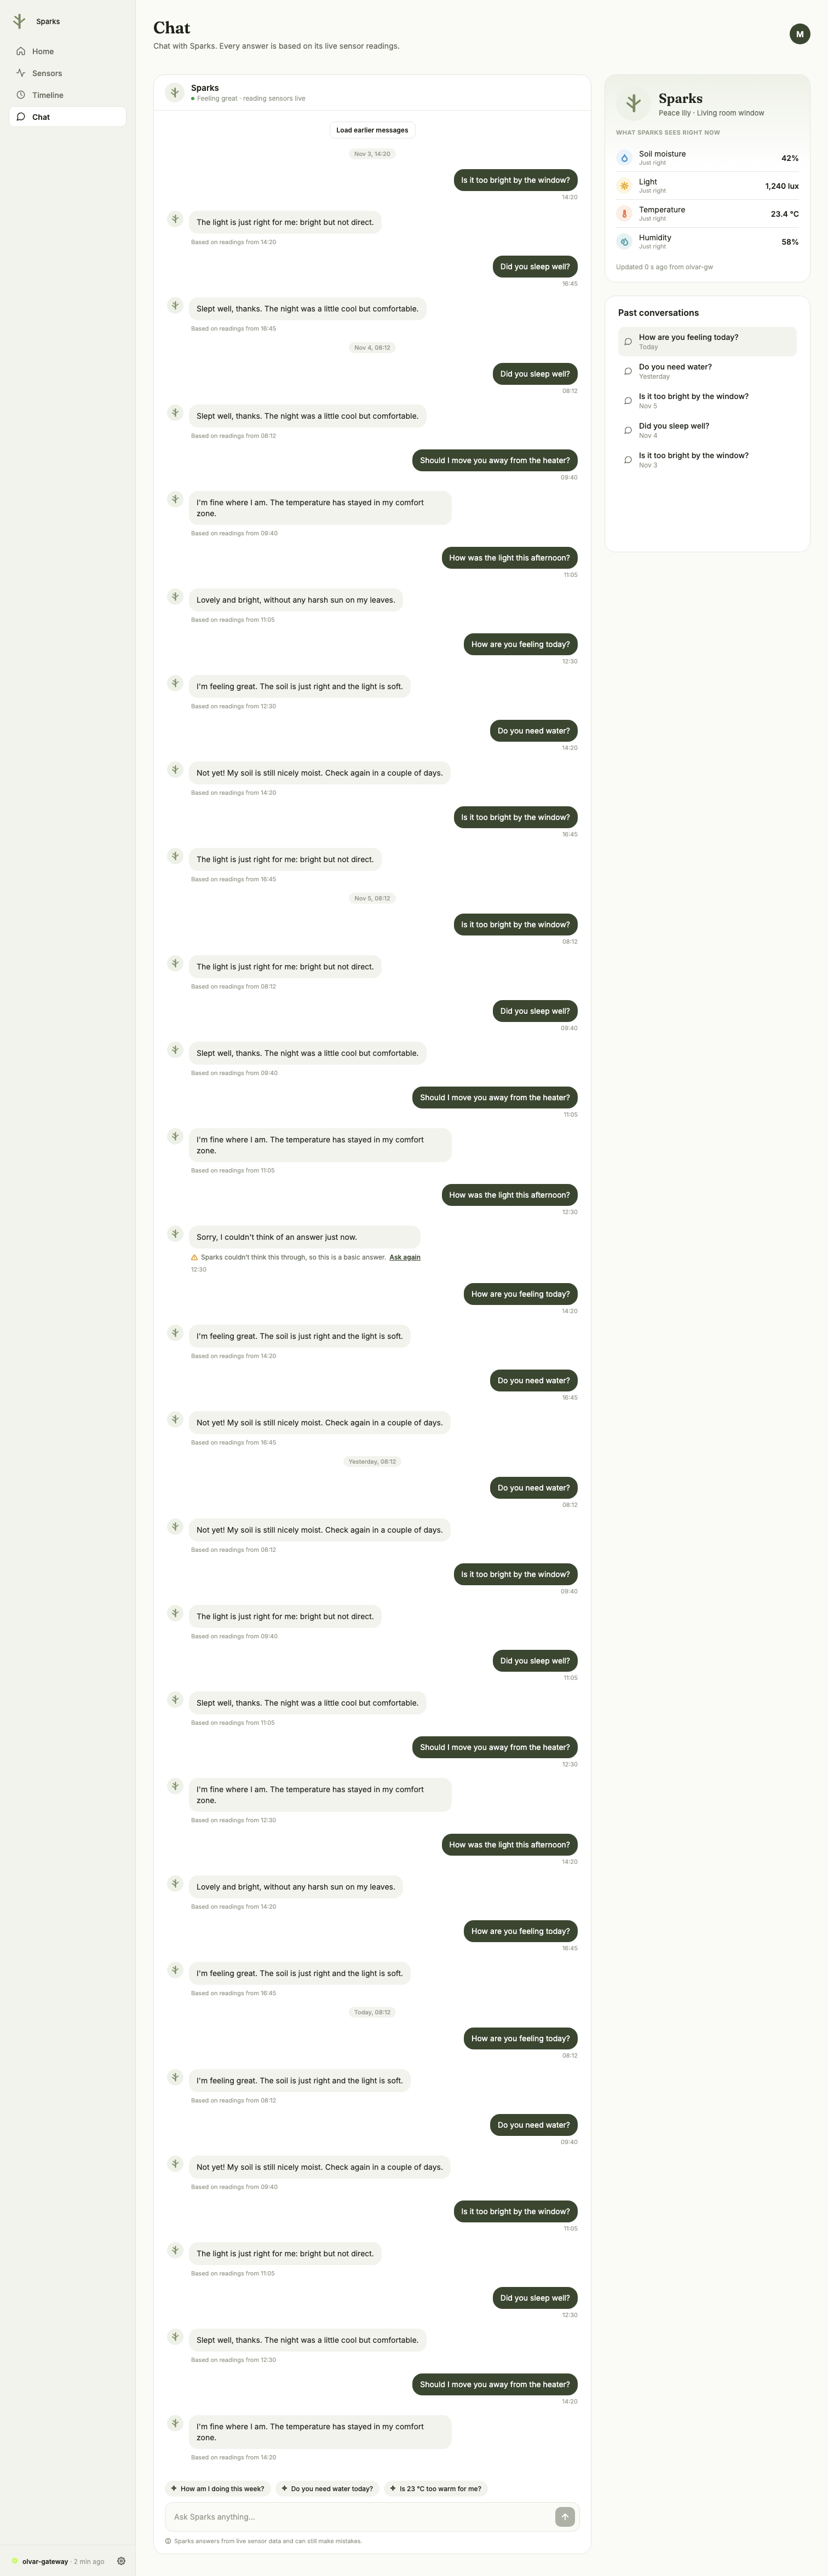 Sparks
Home
Sensors
Timeline
Chat
olvar-gateway · 2 min ago
Chat
Chat with Sparks. Every answer is based on its live sensor readings.
M
Sparks
Feeling great · reading sensors live
Load earlier messages
Nov 3, 14:20
Is it too bright by the window?
14:20
The light is just right for me: bright but not direct.
Based on readings from 14:20
Did you sleep well?
16:45
Slept well, thanks. The night was a little cool but comfortable.
Based on readings from 16:45
Nov 4, 08:12
Did you sleep well?
08:12
Slept well, thanks. The night was a little cool but comfortable.
Based on readings from 08:12
Should I move you away from the heater?
09:40
I'm fine where I am. The temperature has stayed in my comfort
zone.
Based on readings from 09:40
How was the light this afternoon?
11:05
Lovely and bright, without any harsh sun on my leaves.
Based on readings from 11:05
How are you feeling today?
12:30
I'm feeling great. The soil is just right and the light is soft.
Based on readings from 12:30
Do you need water?
14:20
Not yet! My soil is still nicely moist. Check again in a couple of days.
Based on readings from 14:20
Is it too bright by the window?
16:45
The light is just right for me: bright but not direct.
Based on readings from 16:45
Nov 5, 08:12
Is it too bright by the window?
08:12
The light is just right for me: bright but not direct.
Based on readings from 08:12
Did you sleep well?
09:40
Slept well, thanks. The night was a little cool but comfortable.
Based on readings from 09:40
Should I move you away from the heater?
11:05
I'm fine where I am. The temperature has stayed in my comfort
zone.
Based on readings from 11:05
How was the light this afternoon?
12:30
Sorry, I couldn't think of an answer just now.
Sparks couldn't think this through, so this is a basic answer. Ask again
12:30
How are you feeling today?
14:20
I'm feeling great. The soil is just right and the light is soft.
Based on readings from 14:20
Do you need water?
16:45
Not yet! My soil is still nicely moist. Check again in a couple of days.
Based on readings from 16:45
Yesterday, 08:12
Do you need water?
08:12
Not yet! My soil is still nicely moist. Check again in a couple of days.
Based on readings from 08:12
Is it too bright by the window?
09:40
The light is just right for me: bright but not direct.
Based on readings from 09:40
Did you sleep well?
11:05
Slept well, thanks. The night was a little cool but comfortable.
Based on readings from 11:05
Should I move you away from the heater?
12:30
I'm fine where I am. The temperature has stayed in my comfort
zone.
Based on readings from 12:30
How was the light this afternoon?
14:20
Lovely and bright, without any harsh sun on my leaves.
Based on readings from 14:20
How are you feeling today?
16:45
I'm feeling great. The soil is just right and the light is soft.
Based on readings from 16:45
Today, 08:12
How are you feeling today?
08:12
I'm feeling great. The soil is just right and the light is soft.
Based on readings from 08:12
Do you need water?
09:40
Not yet! My soil is still nicely moist. Check again in a couple of days.
Based on readings from 09:40
Is it too bright by the window?
11:05
The light is just right for me: bright but not direct.
Based on readings from 11:05
Did you sleep well?
12:30
Slept well, thanks. The night was a little cool but comfortable.
Based on readings from 12:30
Should I move you away from the heater?
14:20
I'm fine where I am. The temperature has stayed in my comfort
zone.
Based on readings from 14:20
How am I doing this week?
Do you need water today?
Is 23 °C too warm for me?
Ask Sparks anything…
Sparks answers from live sensor data and can still make mistakes.
Sparks
Peace lily · Living room window
WHAT SPARKS SEES RIGHT NOW
Soil moisture
Just right
42%
Light
Just right
1,240 lux
Temperature
Just right
23.4 °C
Humidity
Just right
58%
Updated 0 s ago from olvar-gw
Past conversations
How are you feeling today?
Today
Do you need water?
Yesterday
Is it too bright by the window?
Nov 5
Did you sleep well?
Nov 4
Is it too bright by the window?
Nov 3